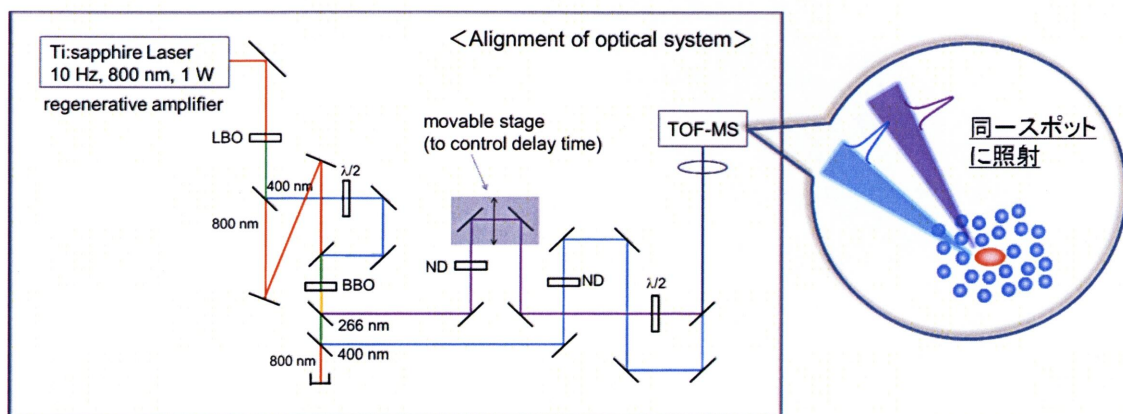 Ti:sapphire Laser
10 Hz, 800 nm, 1 W
regenerative amplifier
<Alignment of optical system>
LBO
400 nm
λ/2
800 nm
movable stage
(to control delay time)
TOF-MS
同一スポット
に照射
ND
BBO
ND
λ/2
266 nm
400 nm
800 nm